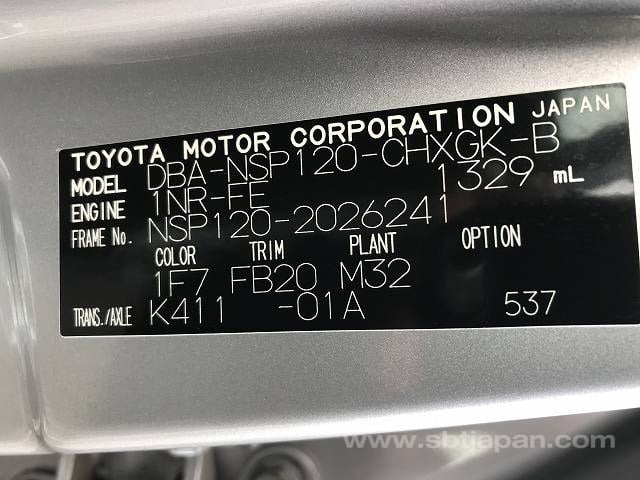 TOYOTA MOTOR CORPORATION JAPAN
MODEL DBA-NSP120-CHXGK-B
ENGINE 1NR-FE 1329 mL
FRAME No. NSP120-2026241
COLOR TRIM PLANT OPTION
1F7 FB20 M32
TRANS./AXLE K411 -01A 537
www.sbtjapan.com